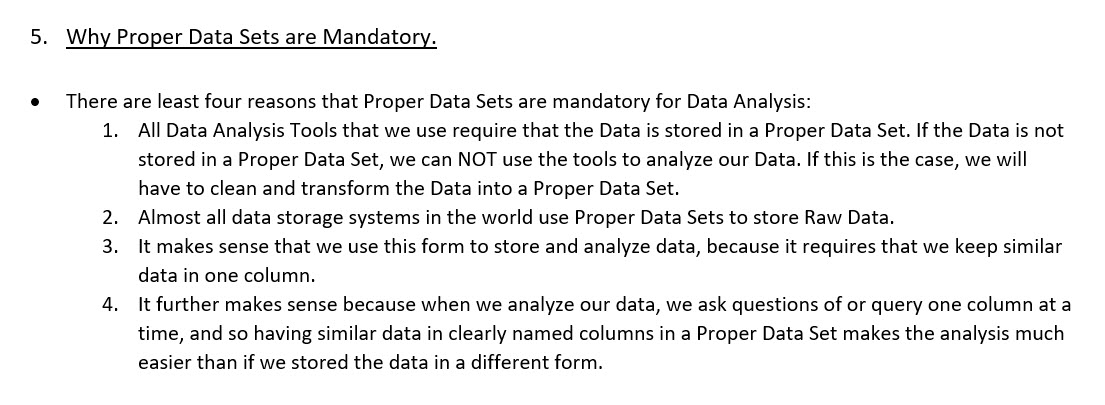 5. Why Proper Data Sets are Mandatory.
• There are least four reasons that Proper Data Sets are mandatory for Data Analysis:
1. All Data Analysis Tools that we use require that the Data is stored in a Proper Data Set. If the Data is not
stored in a Proper Data Set, we can NOT use the tools to analyze our Data. If this is the case, we will
have to clean and transform the Data into a Proper Data Set.
2. Almost all data storage systems in the world use Proper Data Sets to store Raw Data.
3. It makes sense that we use this form to store and analyze data, because it requires that we keep similar
data in one column.
4. It further makes sense because when we analyze our data, we ask questions of or query one column at a
time, and so having similar data in clearly named columns in a Proper Data Set makes the analysis much
easier than if we stored the data in a different form.